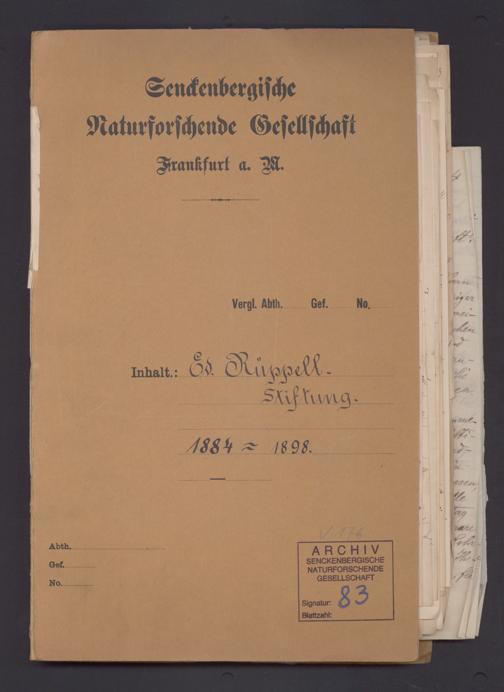 Senckenbergische
Naturforschende Gesellschaft
Frankfurt a. M.
Vergl. Abth. Gef. No.
Inhalt.: Ed. Rüppell-
Stiftung.
1884 = 1898.
Abth.
Gef.
No.
V 176
ARCHIV
SENCKENBERGISCHE
NATURFORSCHENDE
GESELLSCHAFT
Signatur: 83
Blattzahl: